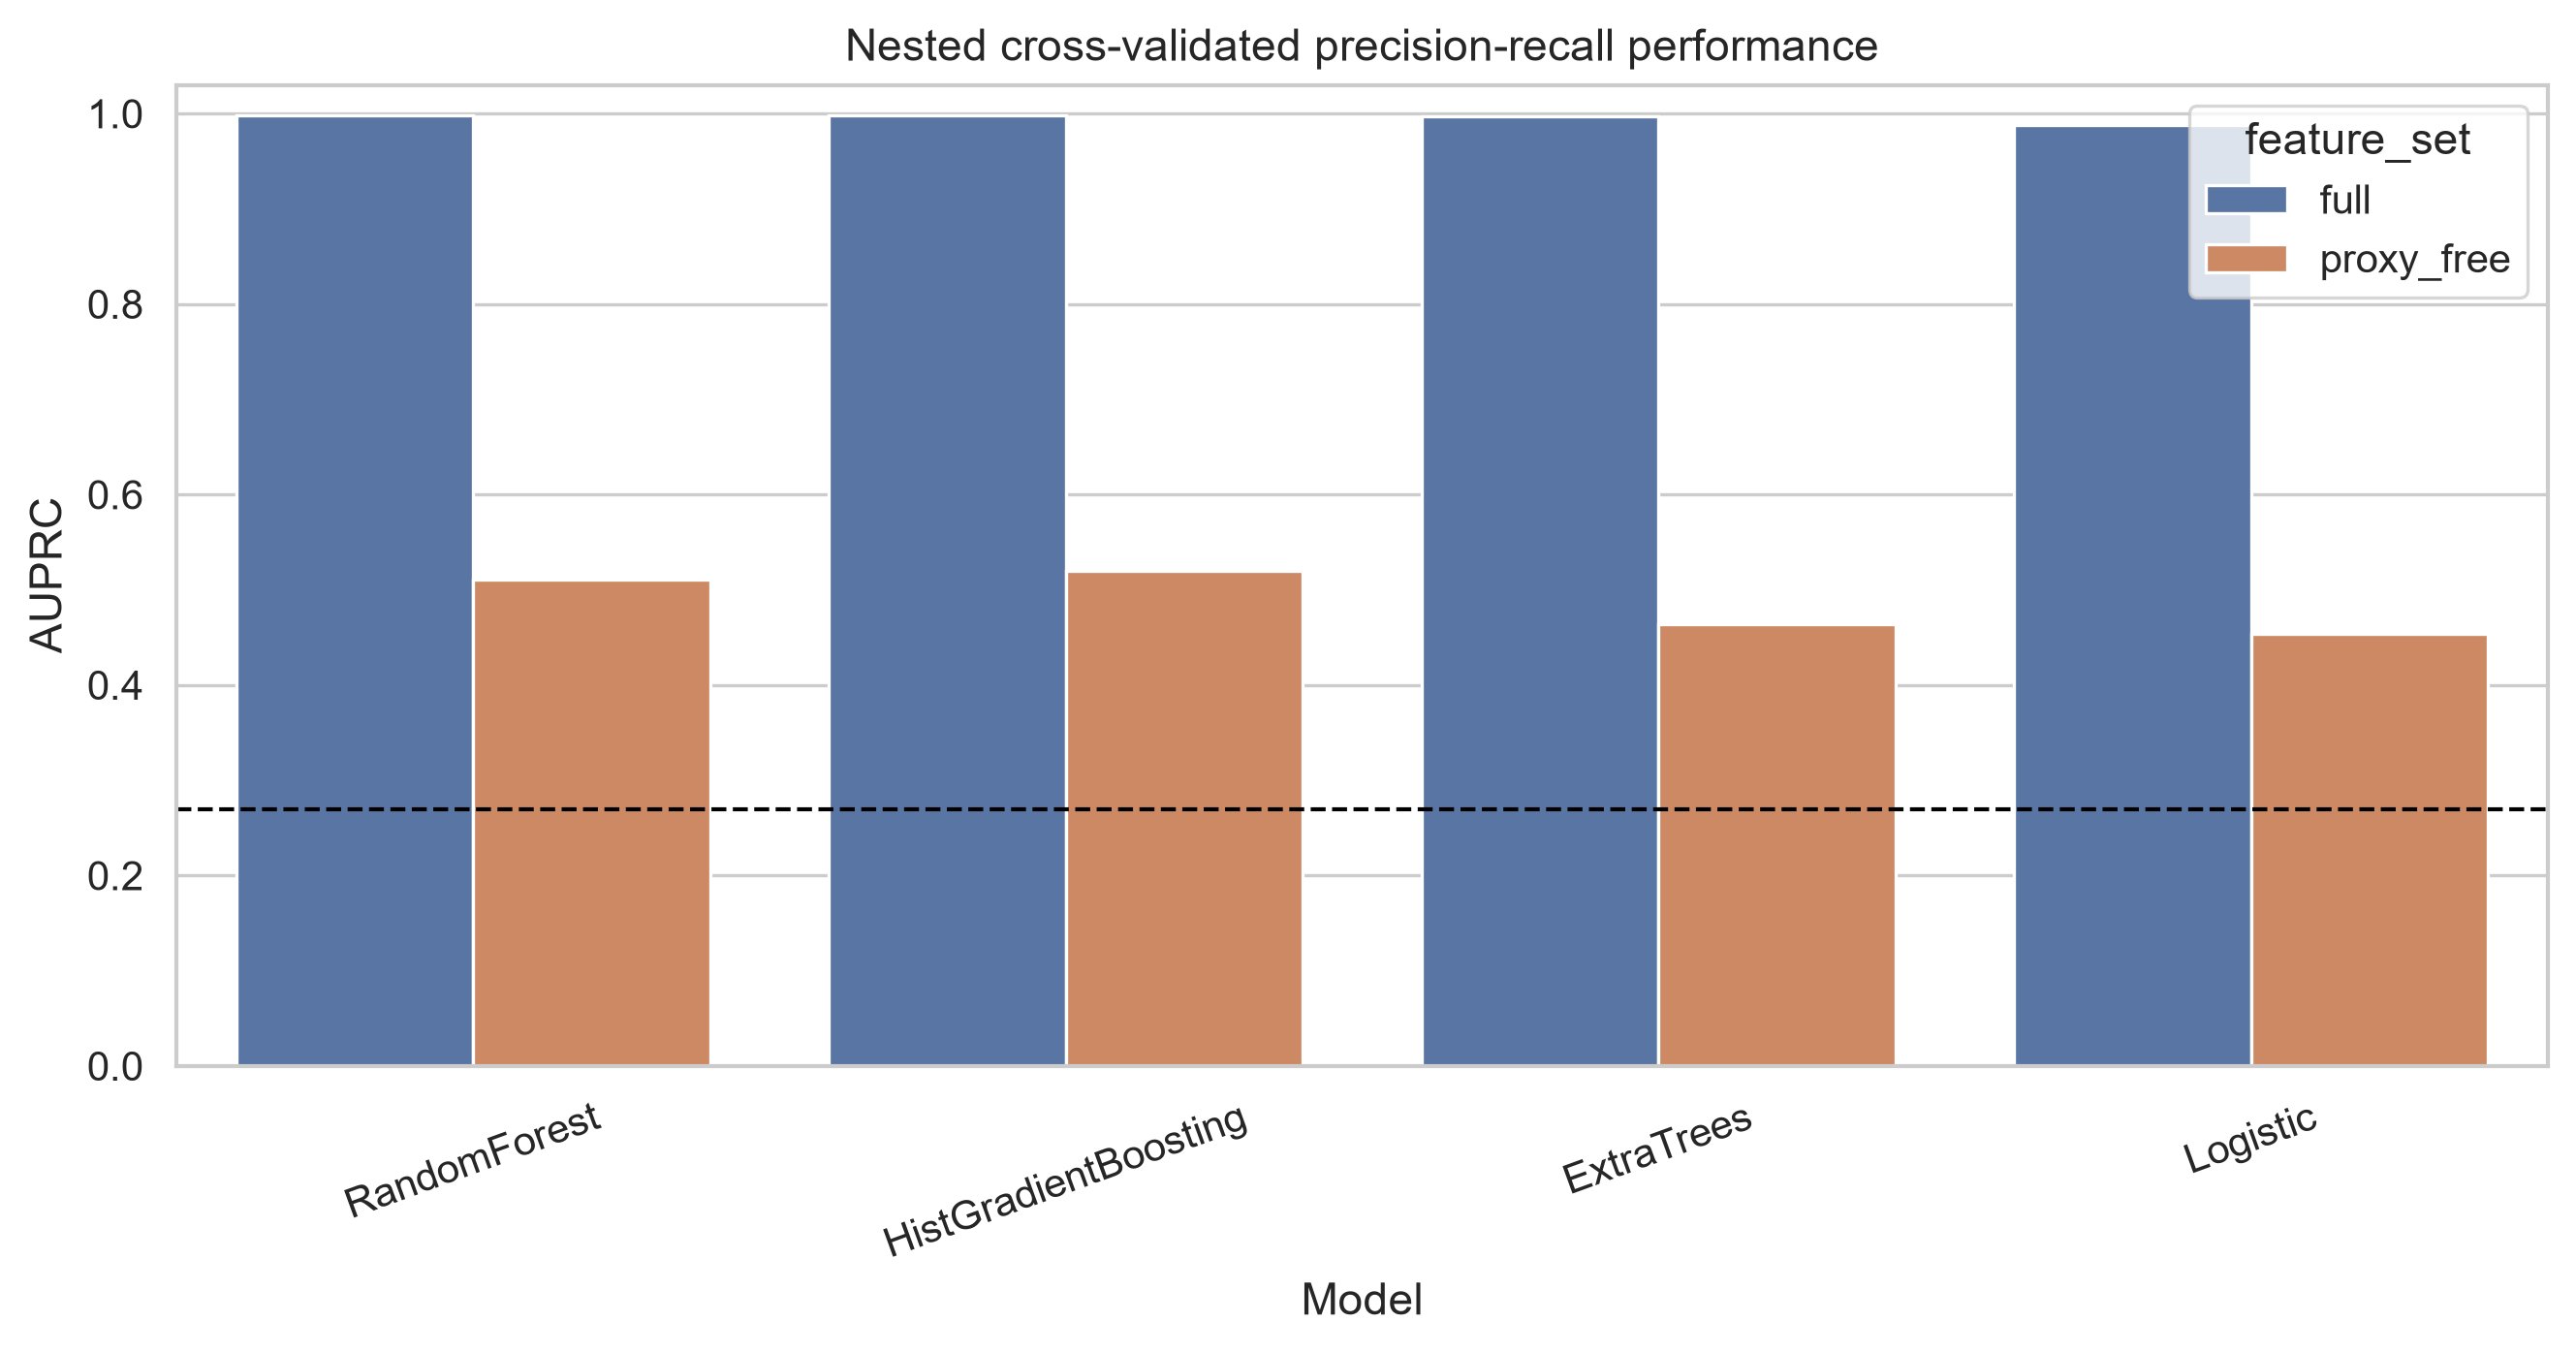 Nested cross-validated precision-recall performance
1.0
0.8
0.6
0.4
0.2
0.0
AUPRC
feature_set
full
proxy_free
RandomForest
HistGradientBoosting
ExtraTrees
Logistic
Model